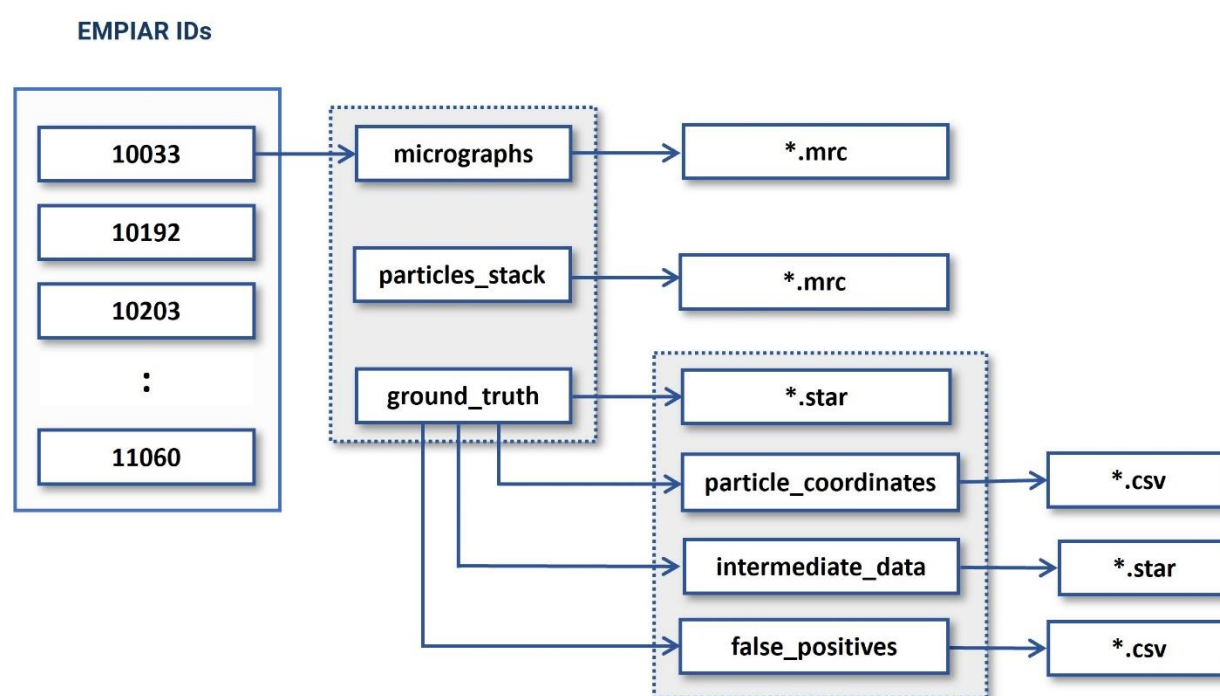 EMPIAR IDs
10033
10192
10203
:
11060
micrographs
particles_stack
ground_truth
*.mrc
*.mrc
*.star
particle_coordinates
intermediate_data
false_positives
*.csv
*.star
*.csv